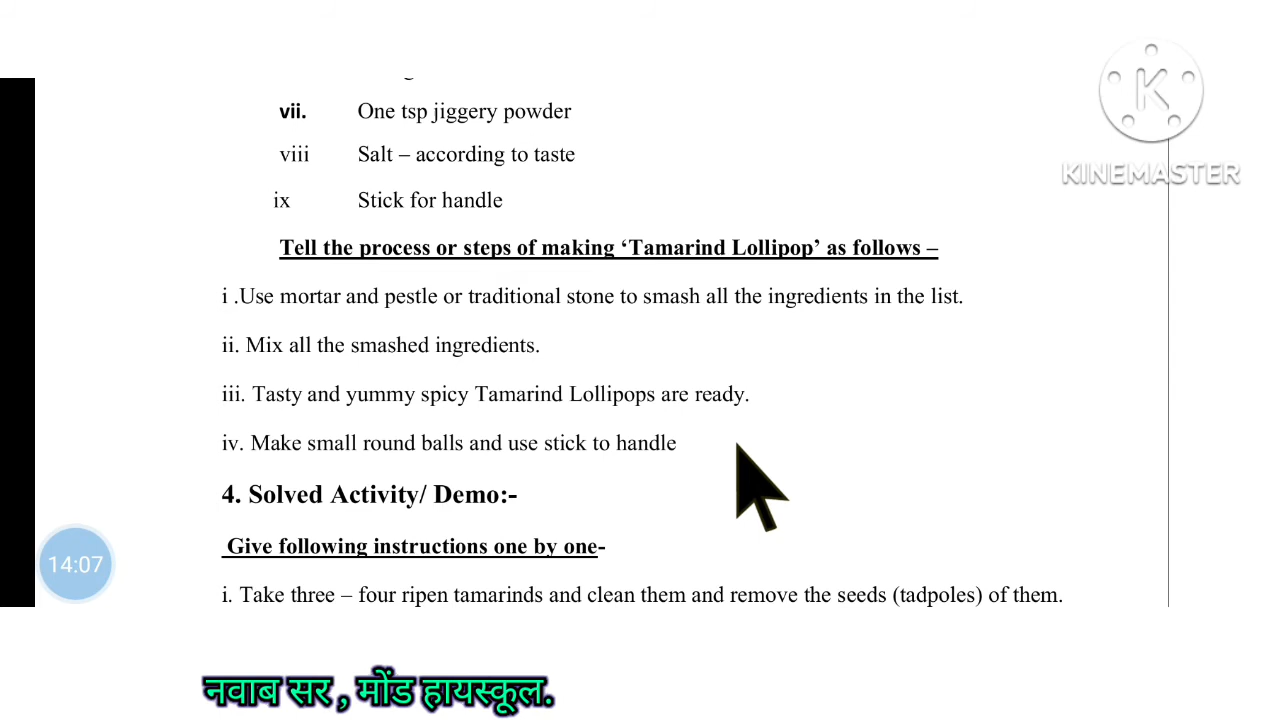 vii. One tsp jiggery powder
viii Salt – according to taste
ix Stick for handle
Tell the process or steps of making ‘Tamarind Lollipop’ as follows –
i .Use mortar and pestle or traditional stone to smash all the ingredients in the list.
ii. Mix all the smashed ingredients.
iii. Tasty and yummy spicy Tamarind Lollipops are ready.
iv. Make small round balls and use stick to handle
4. Solved Activity/ Demo:-
Give following instructions one by one-
i. Take three – four ripen tamarinds and clean them and remove the seeds (tadpoles) of them.
K
KINEMASTER
14:07
नवाब सर , मोंड हायस्कूल.